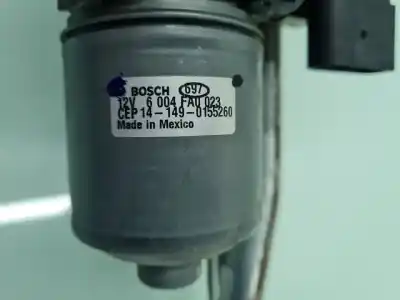 BOSCH 697
12V 6 004 FA0 023
CEP 14-149-0155260
Made in Mexico